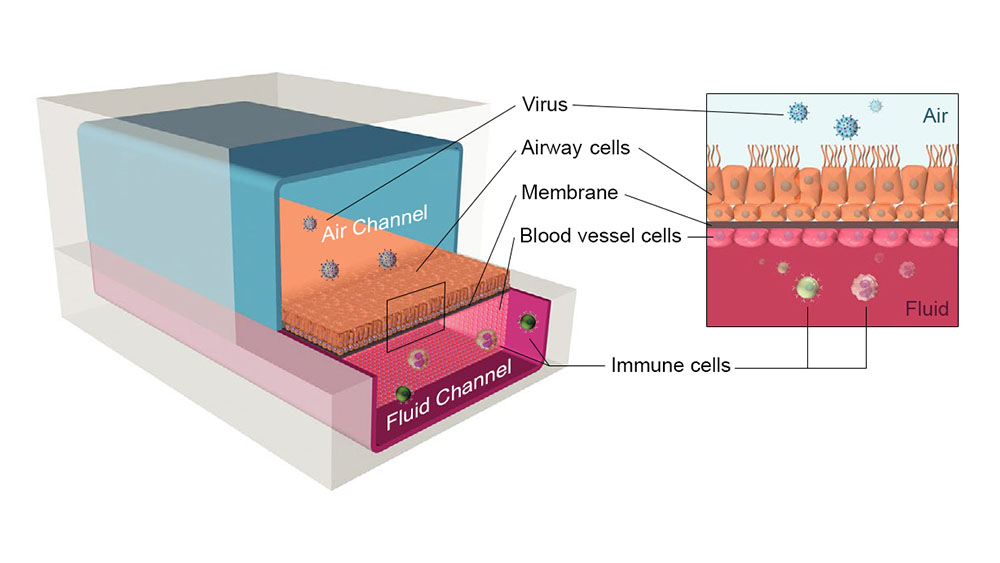 Virus
Airway cells
Membrane
Blood vessel cells
Immune cells
Air Channel
Fluid Channel
Air
Fluid